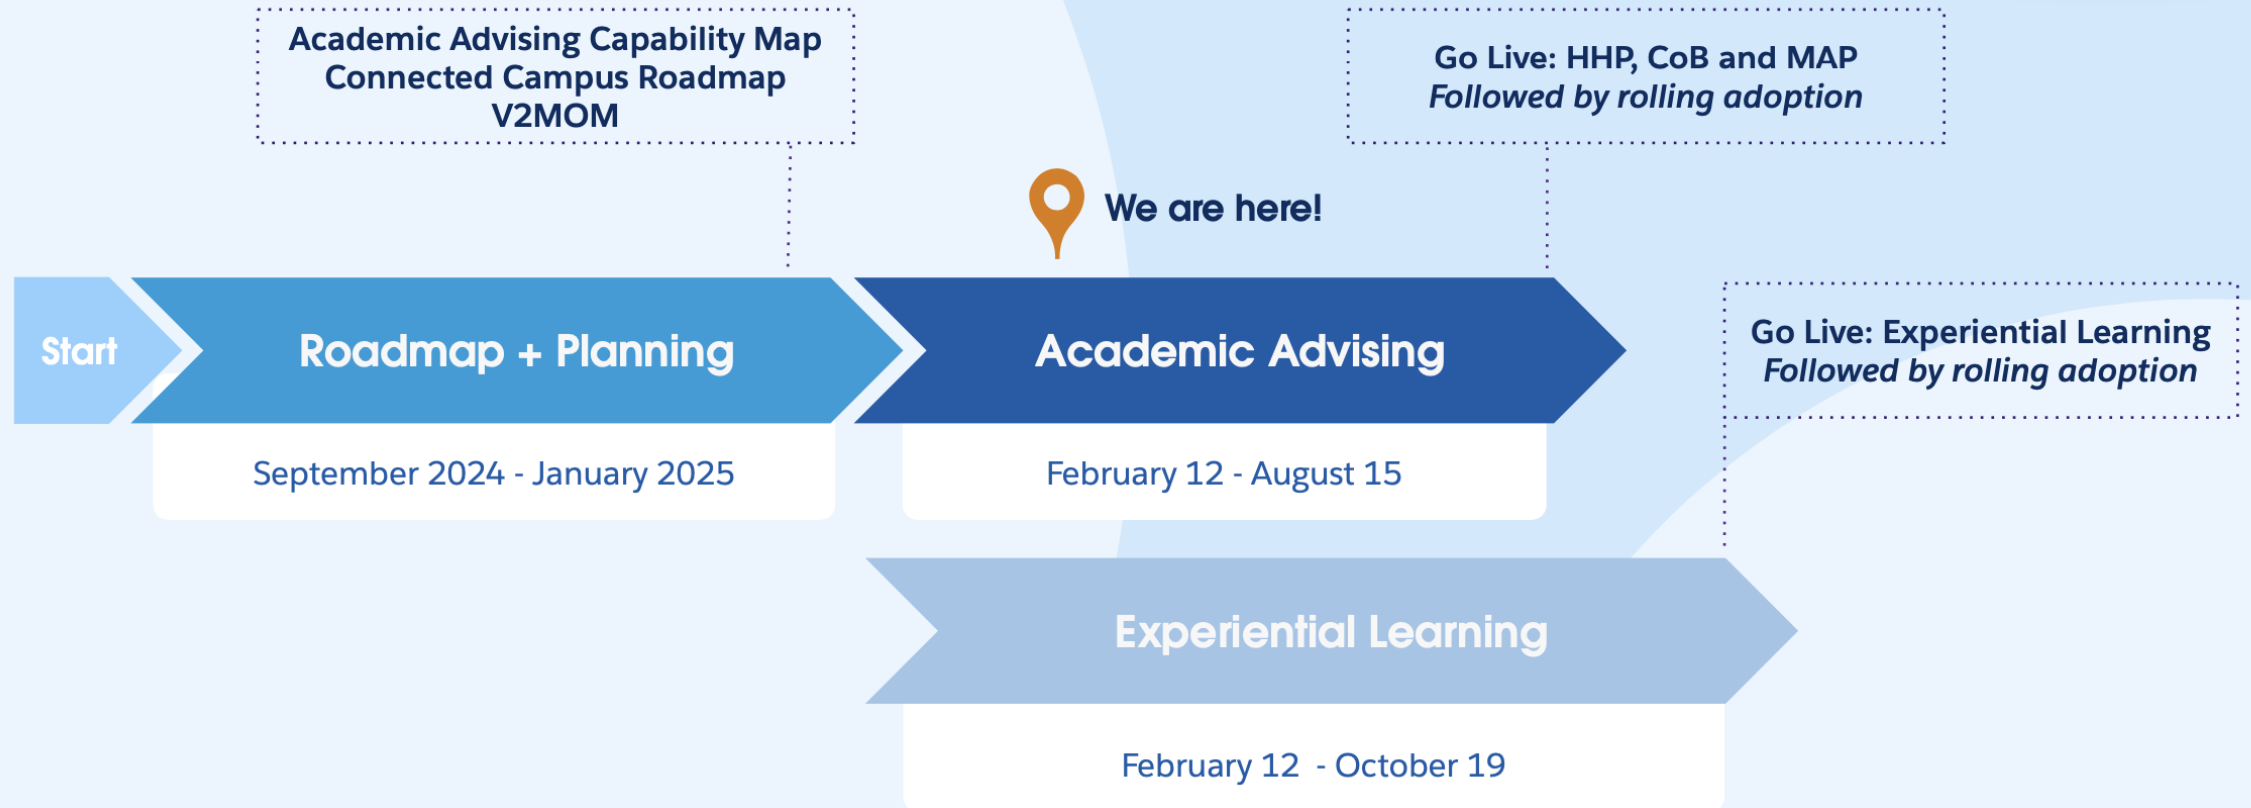 Academic Advising Capability Map
Connected Campus Roadmap
V2MOM
Go Live: HHP, CoB and MAP
Followed by rolling adoption
We are here!
Start
Roadmap + Planning
Academic Advising
Go Live: Experiential Learning
Followed by rolling adoption
September 2024 - January 2025
February 12 - August 15
Experiential Learning
February 12  - October 19